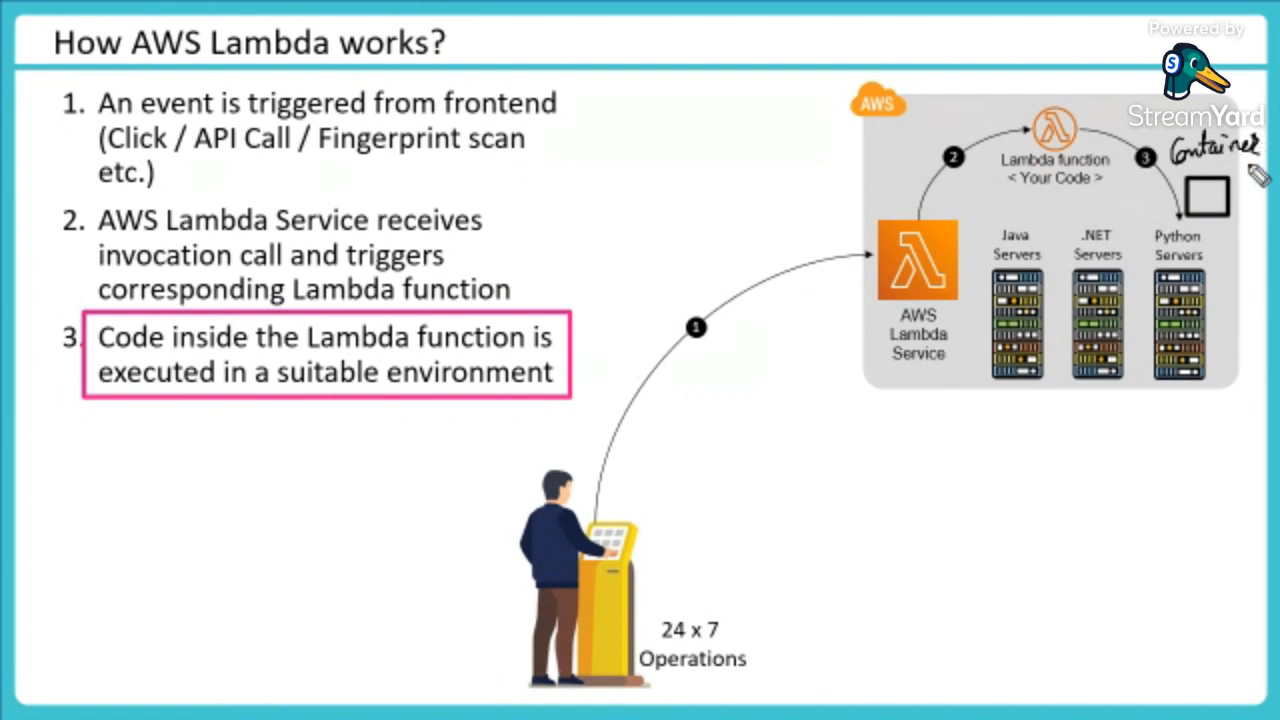 How AWS Lambda works?
Powered by
S
StreamYard
1. An event is triggered from frontend
(Click / API Call / Fingerprint scan
etc.)
2. AWS Lambda Service receives
invocation call and triggers
corresponding Lambda function
3. Code inside the Lambda function is
executed in a suitable environment
AWS
2
Lambda function
< Your Code >
3
Container
Java
Servers
.NET
Servers
Python
Servers
AWS
Lambda
Service
1
24 x 7
Operations